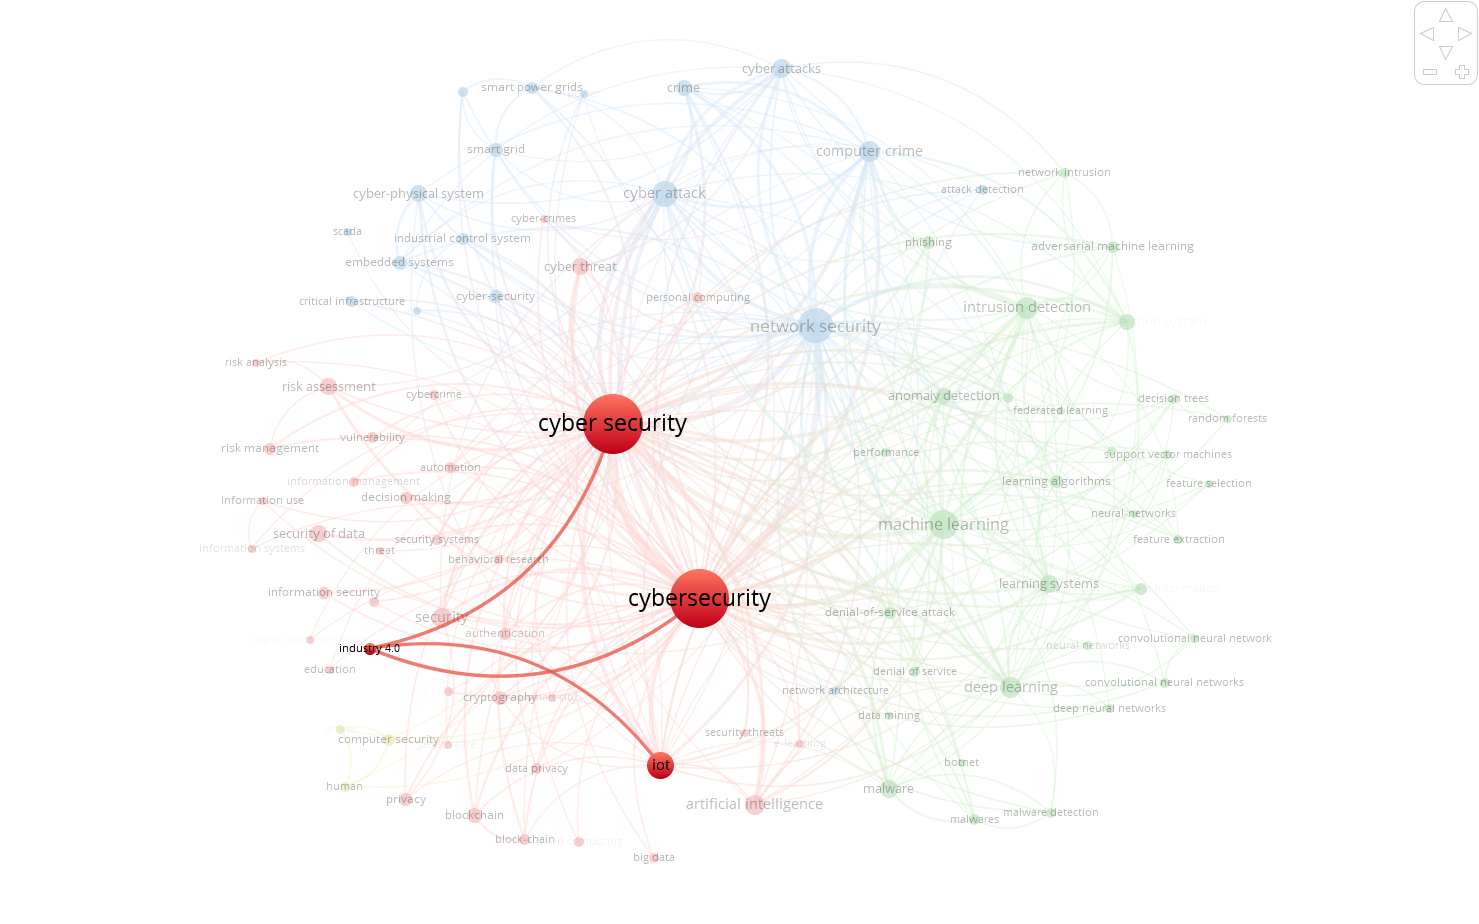 cyber attacks
smart power grids
crime
smart grid
computer crime
network intrusion
cyber-physical system
cyber attack
attack detection
cyber-crimes
scada
industrial control system
phishing
adversarial machine learning
embedded systems
cyber threat
critical infrastructure
cyber-security
personal computing
intrusion detection
network security
risk analysis
risk assessment
cybercrime
anomaly detection
decision trees
federated learning
random forests
cyber security
vulnerability
risk management
performance
support vector machines
automation
information management
learning algorithms
feature selection
information use
decision making
neural-networks
machine learning
security of data
security systems
feature extraction
information systems
threat
behavioral research
learning systems
information security
cybersecurity
denial-of-service attack
security
authentication
convolutional neural network
neural networks
industry 4.0
education
denial of service
convolutional neural networks
network architecture
deep learning
cryptography
deep neural networks
data mining
security threats
computer security
e-learning
botnet
iot
data privacy
human
malware
privacy
artificial intelligence
malware detection
blockchain
malwares
block-chain
big data